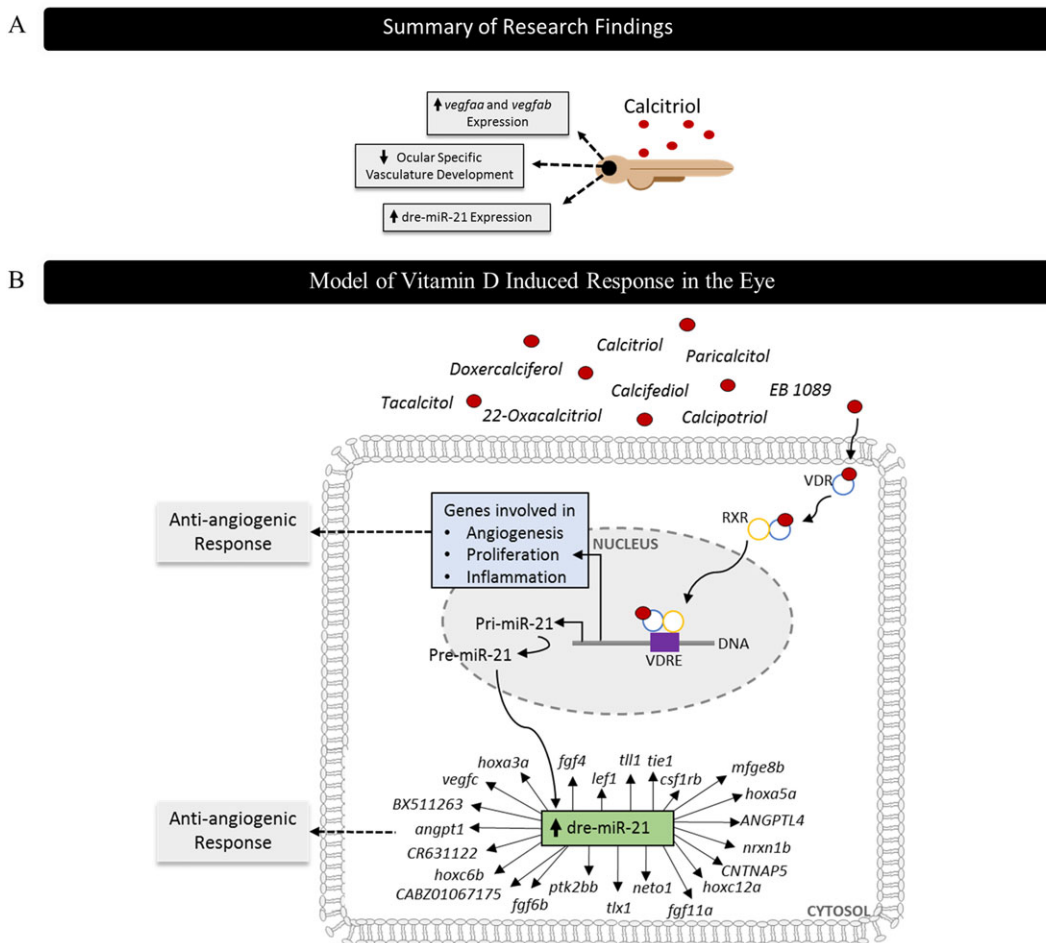 A
Summary of Research Findings
Calcitriol
↑ vegfaa and vegfab
Expression
↓ Ocular Specific
Vasculature Development
↑ dre-miR-21 Expression
B
Model of Vitamin D Induced Response in the Eye
Calcitriol
Paricalcitol
Doxercalciferol
Calcifediol
EB 1089
Tacalcitol
22-Oxacalcitriol
Calcipotriol
VDR
RXR
Anti-angiogenic
Response
Genes involved in
• Angiogenesis
• Proliferation
• Inflammation
NUCLEUS
Pri-miR-21
Pre-miR-21
DNA
VDRE
hoxa3a
fgf4
lef1
tll1
tie1
csf1rb
mfge8b
vegfc
hoxa5a
BX511263
ANGPTL4
angpt1
↑ dre-miR-21
nrxn1b
CR631122
CNTNAP5
hoxc6b
hoxc12a
CABZ01067175
fgf6b
ptk2bb
tlx1
neto1
fgf11a
Anti-angiogenic
Response
CYTOSOL